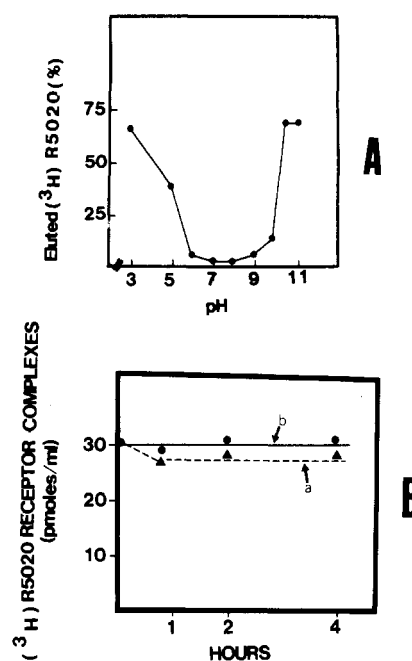 Eluted (³H) R5020 (%)
75
50
25
3 5 7 9 11
pH
A
(³H) R5020 RECEPTOR COMPLEXES
(pmoles/ml)
30
20
10
b
a
1 2 4
HOURS